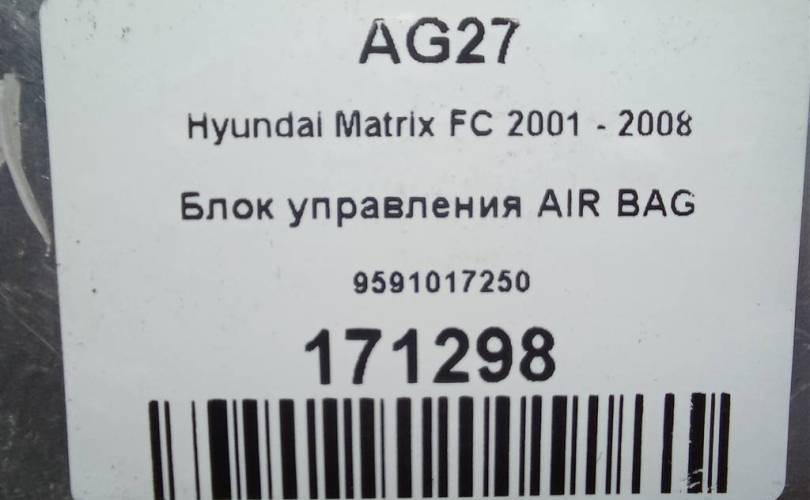 AG27
Hyundai Matrix FC 2001 - 2008
Блок управления AIR BAG
9591017250
171298